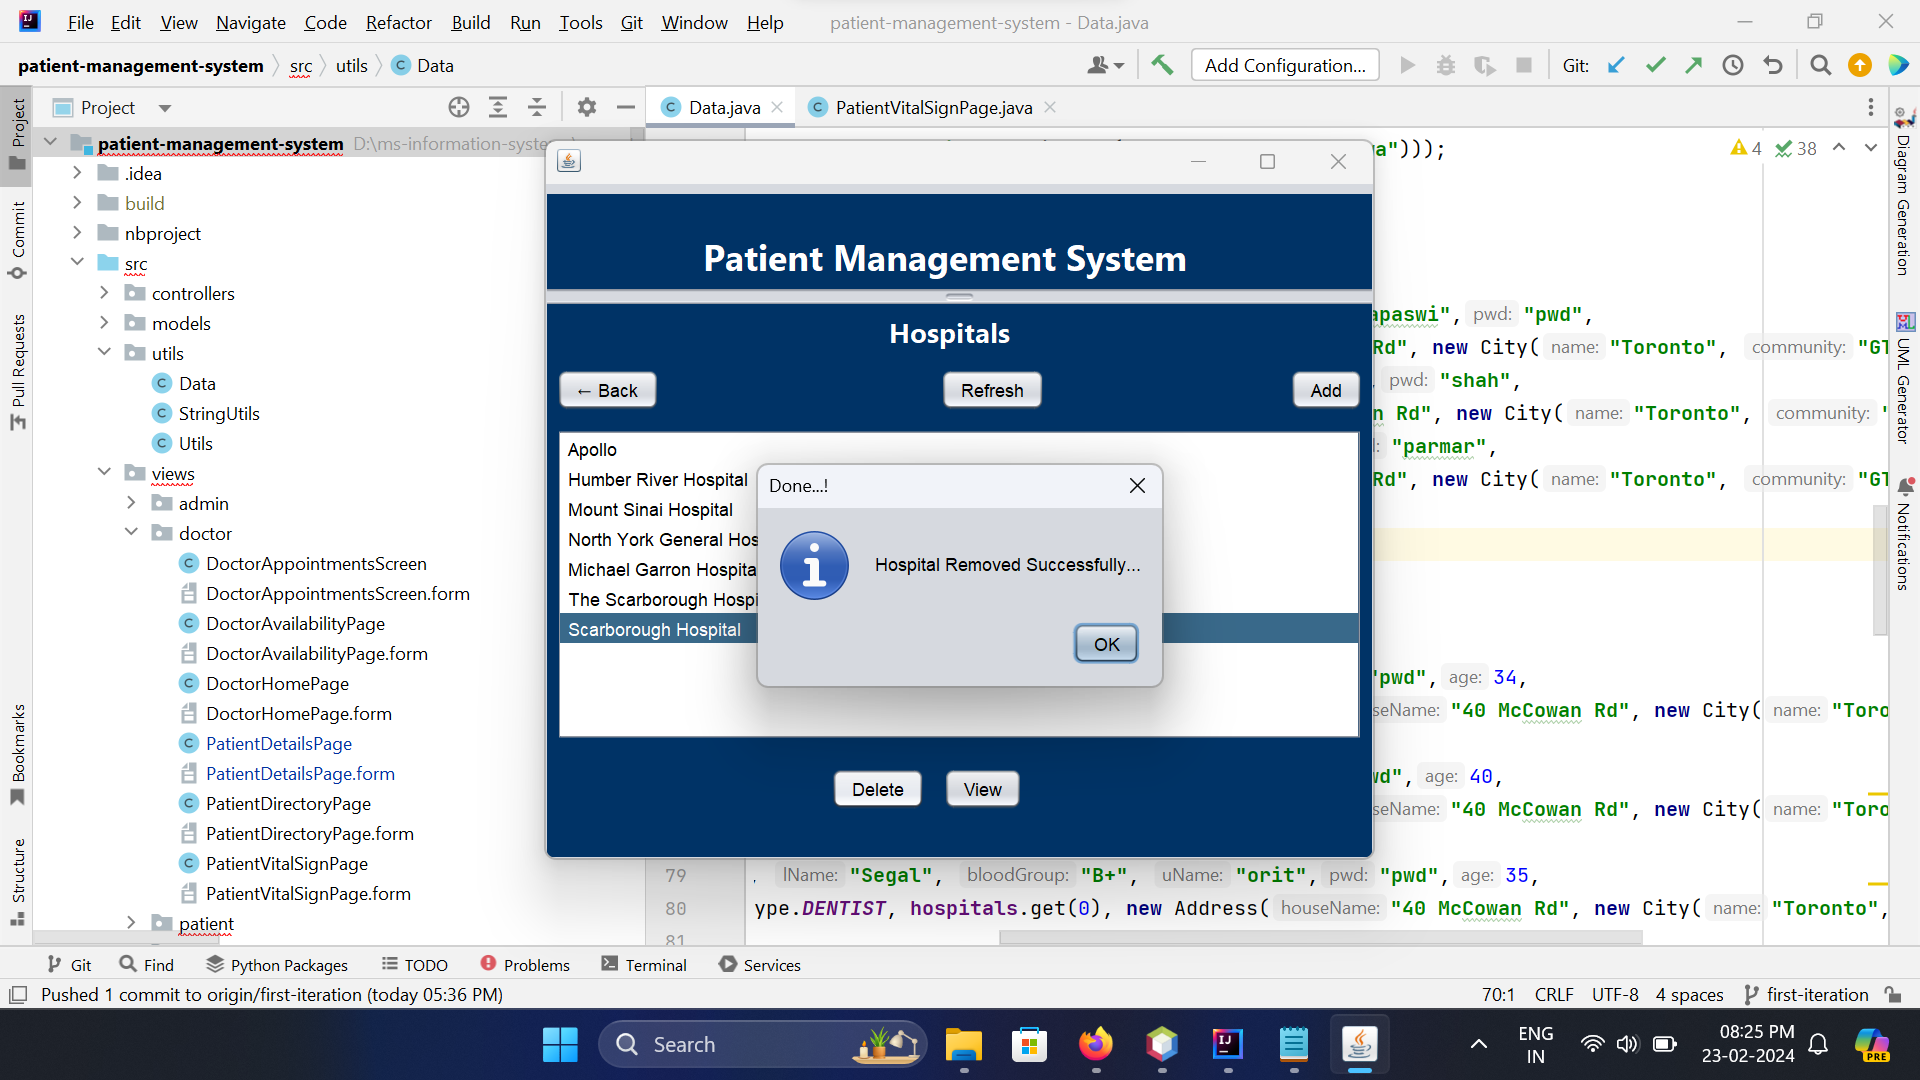 File Edit View Navigate Code Refactor Build Run Tools Git Window Help patient-management-system - Data.java
patient-management-system src utils Data Add Configuration... Git:
Project
Data.java PatientVitalSignPage.java
Project
Commit
Pull Requests
Bookmarks
Structure
patient-management-system D:\ms-information-syste
.idea
build
nbproject
src
controllers
models
utils
Data
StringUtils
Utils
views
admin
doctor
DoctorAppointmentsScreen
DoctorAppointmentsScreen.form
DoctorAvailabilityPage
DoctorAvailabilityPage.form
DoctorHomePage
DoctorHomePage.form
PatientDetailsPage
PatientDetailsPage.form
PatientDirectoryPage
PatientDirectoryPage.form
PatientVitalSignPage
PatientVitalSignPage.form
patient
Patient Management System
Hospitals
← Back Refresh Add
Apollo
Humber River Hospital
Mount Sinai Hospital
North York General Hos
Michael Garron Hospita
The Scarborough Hospi
Scarborough Hospital
Done...!
Hospital Removed Successfully...
OK
Delete View
a")));
4 38
apaswi", pwd: "pwd",
Rd", new City( name: "Toronto", community: "GT
pwd: "shah",
n Rd", new City( name: "Toronto", community: "
: "parmar",
Rd", new City( name: "Toronto", community: "GT
"pwd", age: 34,
seName: "40 McCowan Rd", new City( name: "Toro
wd", age: 40,
seName: "40 McCowan Rd", new City( name: "Toro
79 , lName: "Segal", bloodGroup: "B+", uName: "orit", pwd: "pwd", age: 35,
80 ype.DENTIST, hospitals.get(0), new Address( houseName: "40 McCowan Rd", new City( name: "Toronto",
81
Diagram Generation
UML Generator
Notifications
Git Find Python Packages TODO Problems Terminal Services
Pushed 1 commit to origin/first-iteration (today 05:36 PM) 70:1 CRLF UTF-8 4 spaces first-iteration
Search
ENG
IN
08:25 PM
23-02-2024
PRE